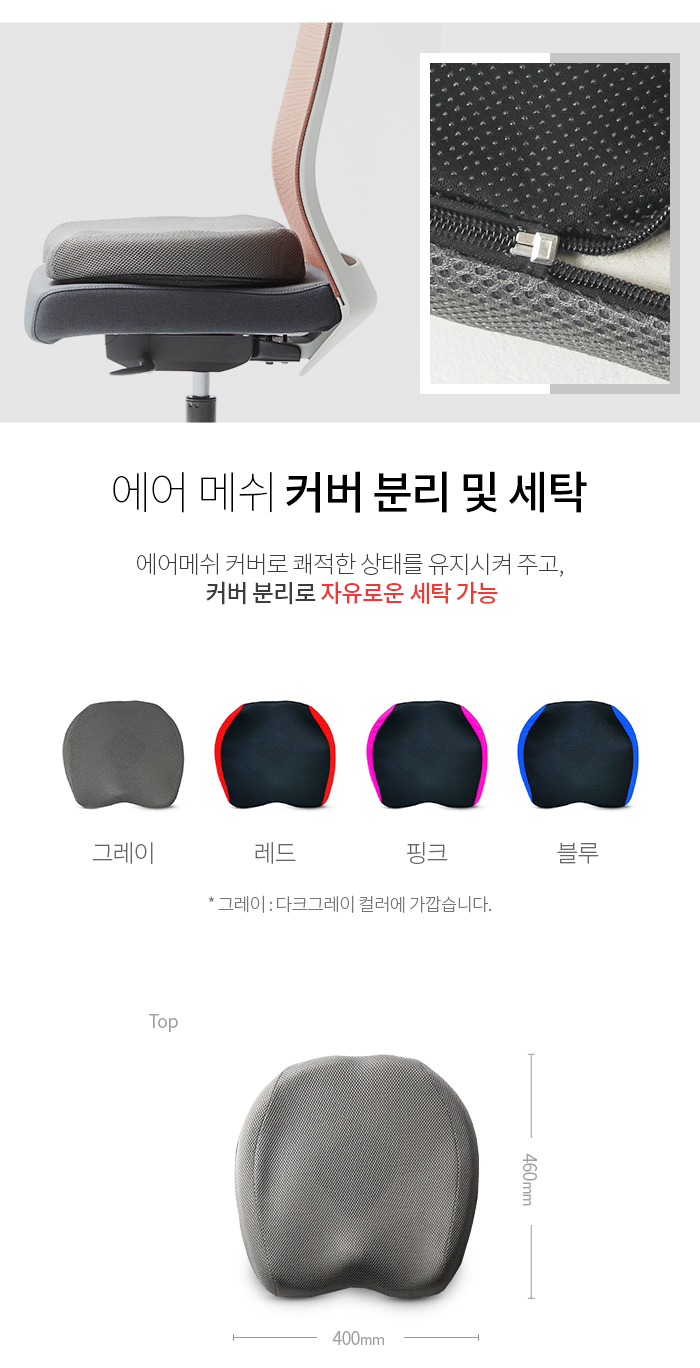 에어 메쉬 커버 분리 및 세탁
에어메쉬 커버로 쾌적한 상태를 유지시켜 주고,
커버 분리로 자유로운 세탁 가능
그레이
레드
핑크
블루
* 그레이 : 다크그레이 컬러에 가깝습니다.
Top
460mm
400mm